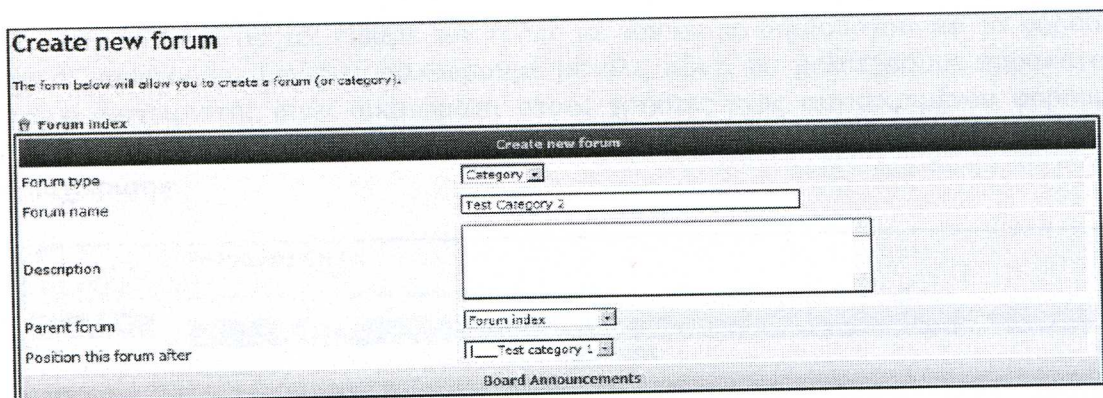 Create new forum
The form below will allow you to create a forum (or category).
Forum index
Create new forum
Forum type Category
Forum name Test Category 2
Description
Parent forum Forum index
Position this forum after |___Test category 1
Board Announcements